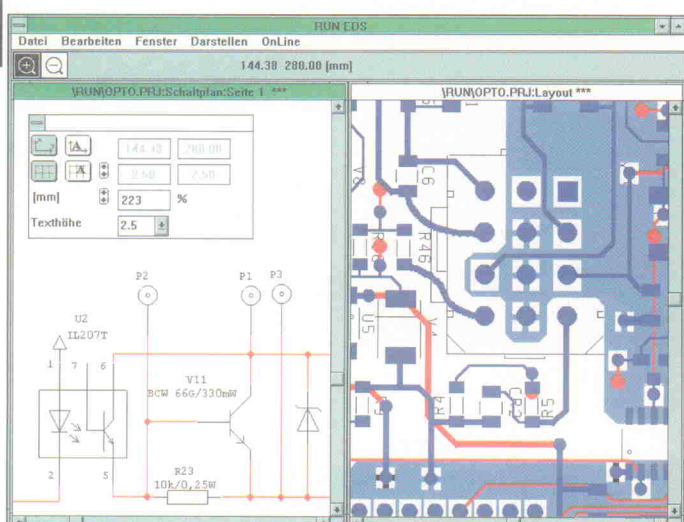 RUN EDS
Datei Bearbeiten Fenster Darstellen OnLine
144.38 280.00 [mm]
\RUN\OPTO.PRJ:Schaltplan:Seite 1 ***
\RUN\OPTO.PRJ:Layout ***
A
144.38 280.00
A
2.50 2.50
[mm] 223 %
Texthöhe 2.5
P2 P1 P3
U2
IL207T
1 7 6
V11
BCW 66G/330mW
2 5
R23
10k/0,25W
C6
R46
U5
V4
R4
R5